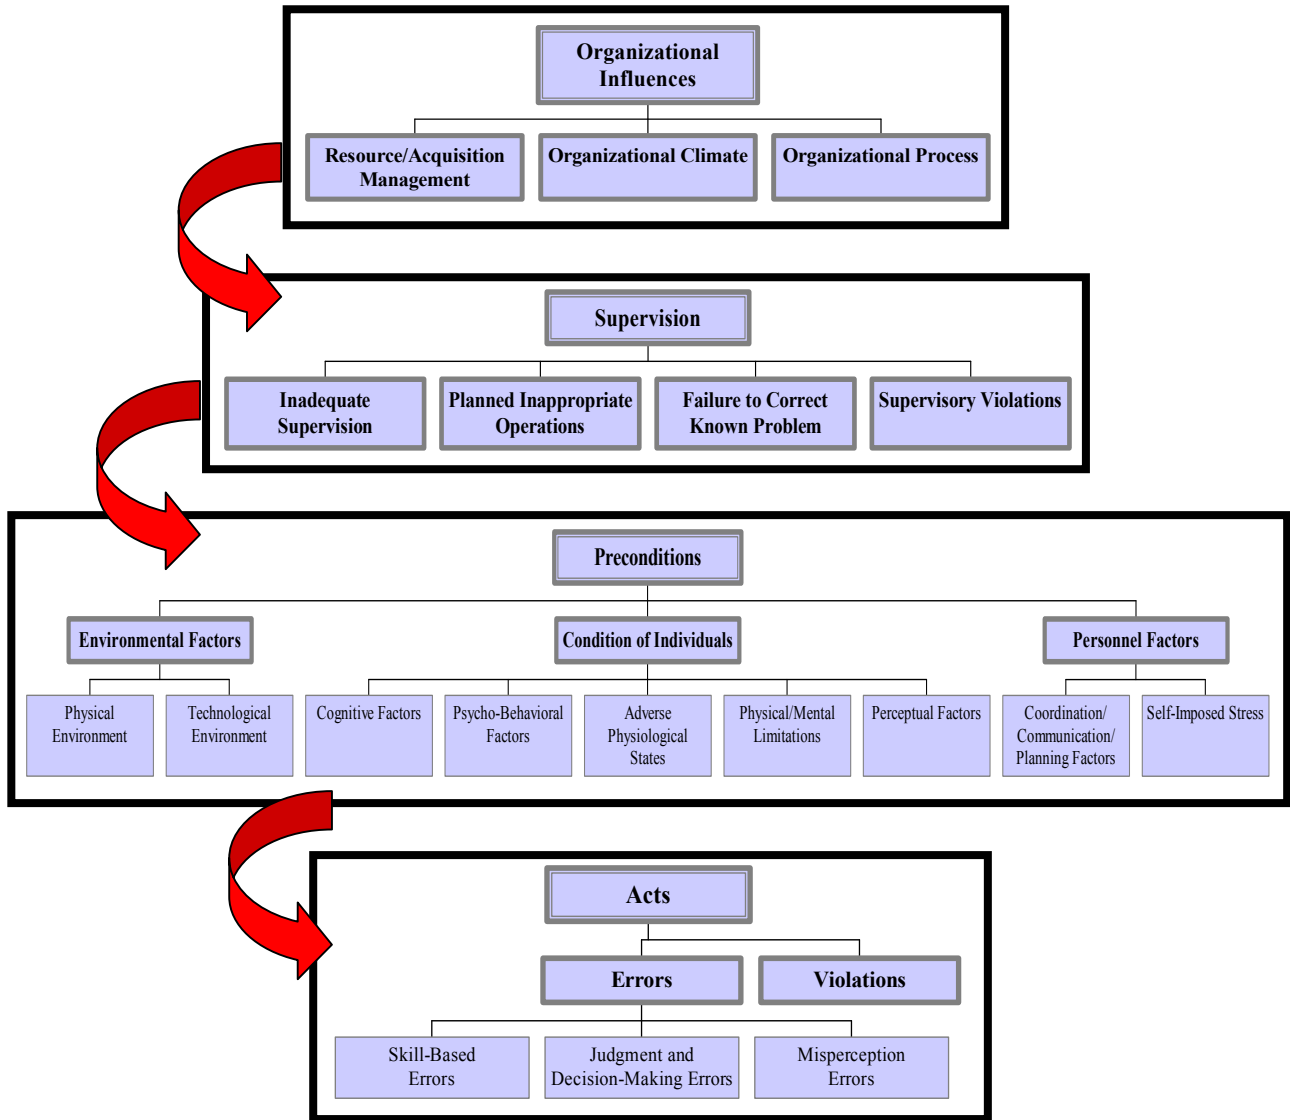 Organizational
Influences
Resource/Acquisition
Management
Organizational Climate
Organizational Process
Supervision
Inadequate
Supervision
Planned Inappropriate
Operations
Failure to Correct
Known Problem
Supervisory Violations
Preconditions
Environmental Factors
Condition of Individuals
Personnel Factors
Physical
Environment
Technological
Environment
Cognitive Factors
Psycho-Behavioral
Factors
Adverse
Physiological
States
Physical/Mental
Limitations
Perceptual Factors
Coordination/
Communication/
Planning Factors
Self-Imposed Stress
Acts
Errors
Violations
Skill-Based
Errors
Judgment and
Decision-Making Errors
Misperception
Errors